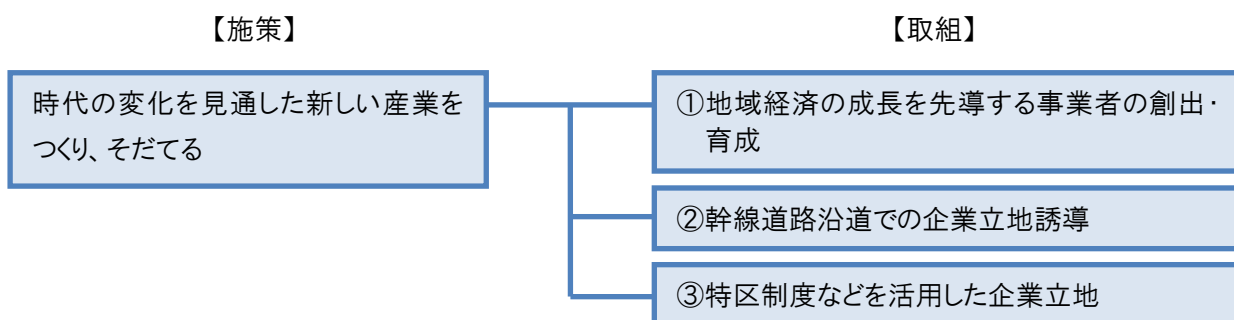 【施策】
【取組】
時代の変化を見通した新しい産業を
つくり、そだてる
①地域経済の成長を先導する事業者の創出・
育成
②幹線道路沿道での企業立地誘導
③特区制度などを活用した企業立地